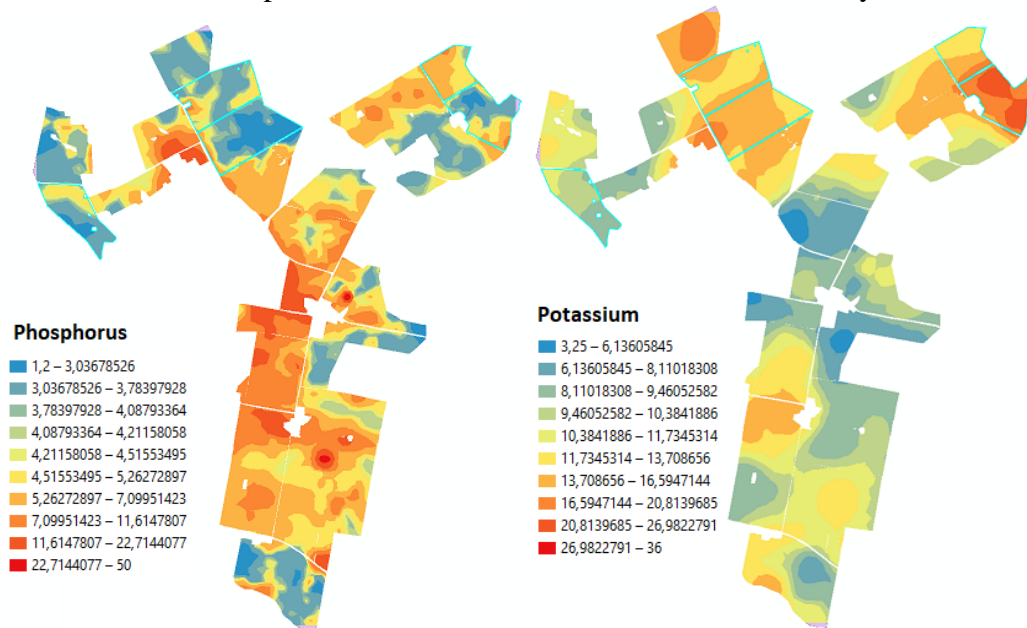 Phosphorus
1,2 – 3,03678526
3,03678526 – 3,78397928
3,78397928 – 4,08793364
4,08793364 – 4,21158058
4,21158058 – 4,51553495
4,51553495 – 5,26272897
5,26272897 – 7,09951423
7,09951423 – 11,6147807
11,6147807 – 22,7144077
22,7144077 – 50
Potassium
3,25 – 6,13605845
6,13605845 – 8,11018308
8,11018308 – 9,46052582
9,46052582 – 10,3841886
10,3841886 – 11,7345314
11,7345314 – 13,708656
13,708656 – 16,5947144
16,5947144 – 20,8139685
20,8139685 – 26,9822791
26,9822791 – 36